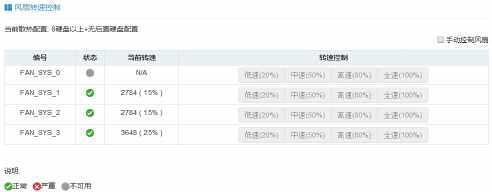 风扇转速控制
当前散热配置: 8硬盘以上+无后置硬盘配置
手动控制风扇
编号 状态 当前转速 转速控制
FAN_SYS_0 N/A 低速(20%) 中速(50%) 高速(80%) 全速(100%)
FAN_SYS_1 2784 ( 15% ) 低速(20%) 中速(50%) 高速(80%) 全速(100%)
FAN_SYS_2 2784 ( 15% ) 低速(20%) 中速(50%) 高速(80%) 全速(100%)
FAN_SYS_3 3648 ( 25% ) 低速(20%) 中速(50%) 高速(80%) 全速(100%)
说明:
正常 严重 不可用